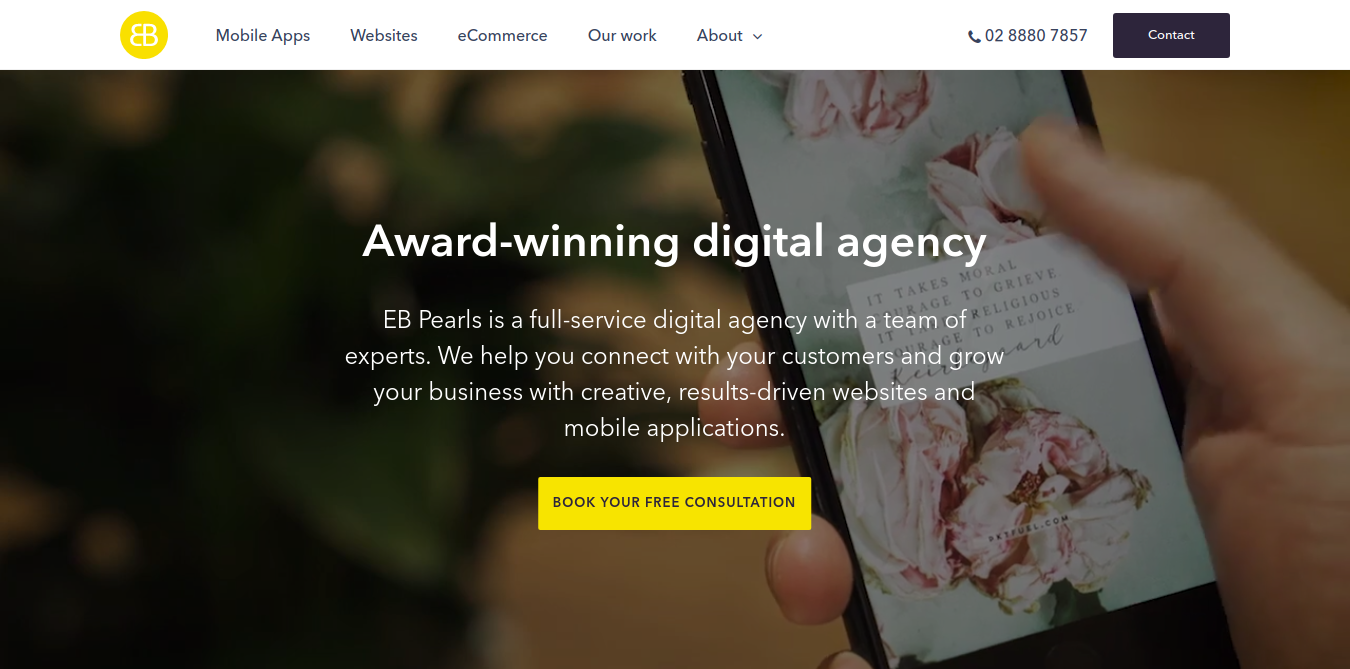 EB
Mobile Apps
Websites
eCommerce
Our work
About
02 8880 7857
Contact
Award-winning digital agency
EB Pearls is a full-service digital agency with a team of
experts. We help you connect with your customers and grow
your business with creative, results-driven websites and
mobile applications.
BOOK YOUR FREE CONSULTATION
IT TAKES MORAL
COURAGE TO GRIEVE
IT TAKES RELIGIOUS
COURAGE TO REJOICE
Kierkegaard